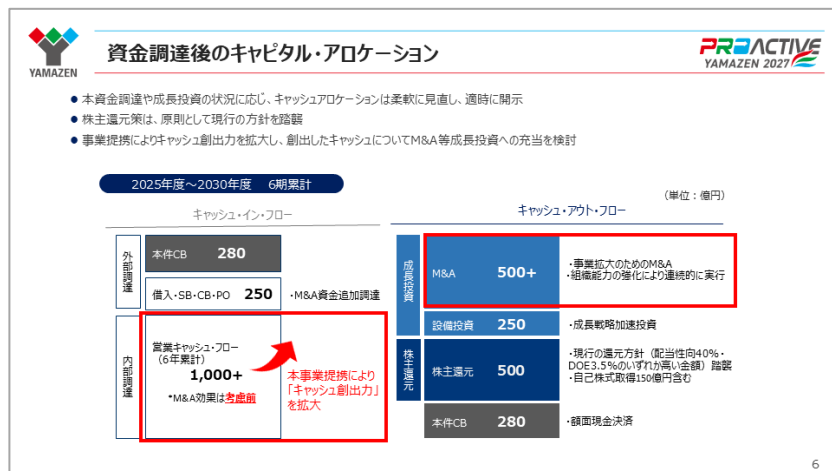 YAMAZEN
資金調達後のキャピタル・アロケーション
PROACTIVE
YAMAZEN 2027
● 本資金調達や成長投資の状況に応じ、キャッシュアロケーションは柔軟に見直し、適時に開示
● 株主還元策は、原則として現行の方針を踏襲
● 事業提携によりキャッシュ創出力を拡大し、創出したキャッシュについてM&A等成長投資への充当を検討
2025年度～2030年度 6期累計
(単位：億円)
キャッシュ・イン・フロー
外部調達
本件CB 280
借入・SB・CB・PO 250
・M&A資金追加調達
内部調達
営業キャッシュ・フロー
(6年累計)
1,000+
*M&A効果は考慮前
本事業提携により
「キャッシュ創出力」
を拡大
キャッシュ・アウト・フロー
成長投資
M&A 500+
・事業拡大のためのM&A
・組織能力の強化により連続的に実行
設備投資 250
・成長戦略加速投資
株主還元
株主還元 500
・現行の還元方針（配当性向40%・
DOE3.5%のいずれか高い金額）踏襲
・自己株式取得150億円含む
本件CB 280
・額面現金決済
6